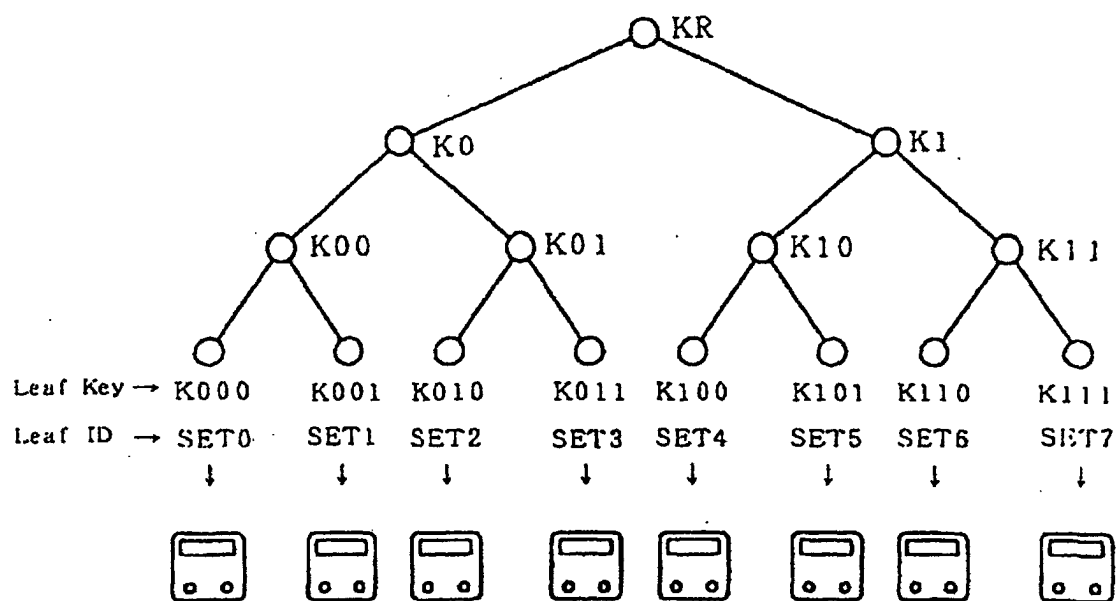 KR
K0 K1
K00 K01 K10 K11
Leaf Key → K000 K001 K010 K011 K100 K101 K110 K111
Leaf ID → SET0 SET1 SET2 SET3 SET4 SET5 SET6 SET7